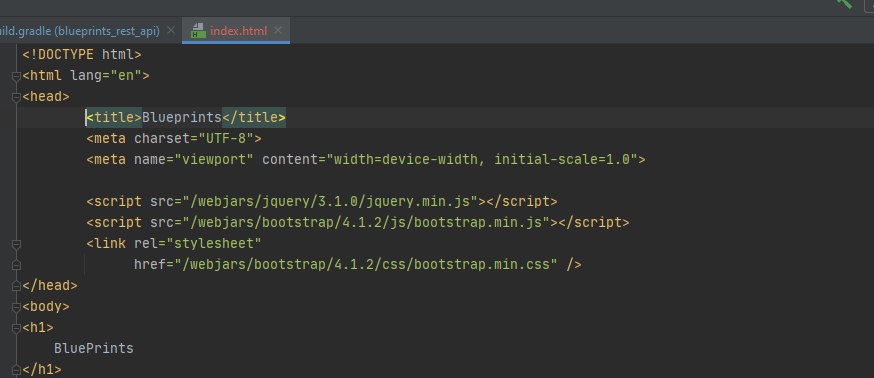 uild.gradle (blueprints_rest_api) index.html
<!DOCTYPE html>
<html lang="en">
<head>
<title>Blueprints</title>
<meta charset="UTF-8">
<meta name="viewport" content="width=device-width, initial-scale=1.0">
<script src="/webjars/jquery/3.1.0/jquery.min.js"></script>
<script src="/webjars/bootstrap/4.1.2/js/bootstrap.min.js"></script>
<link rel="stylesheet"
href="/webjars/bootstrap/4.1.2/css/bootstrap.min.css" />
</head>
<body>
<h1>
BluePrints
</h1>